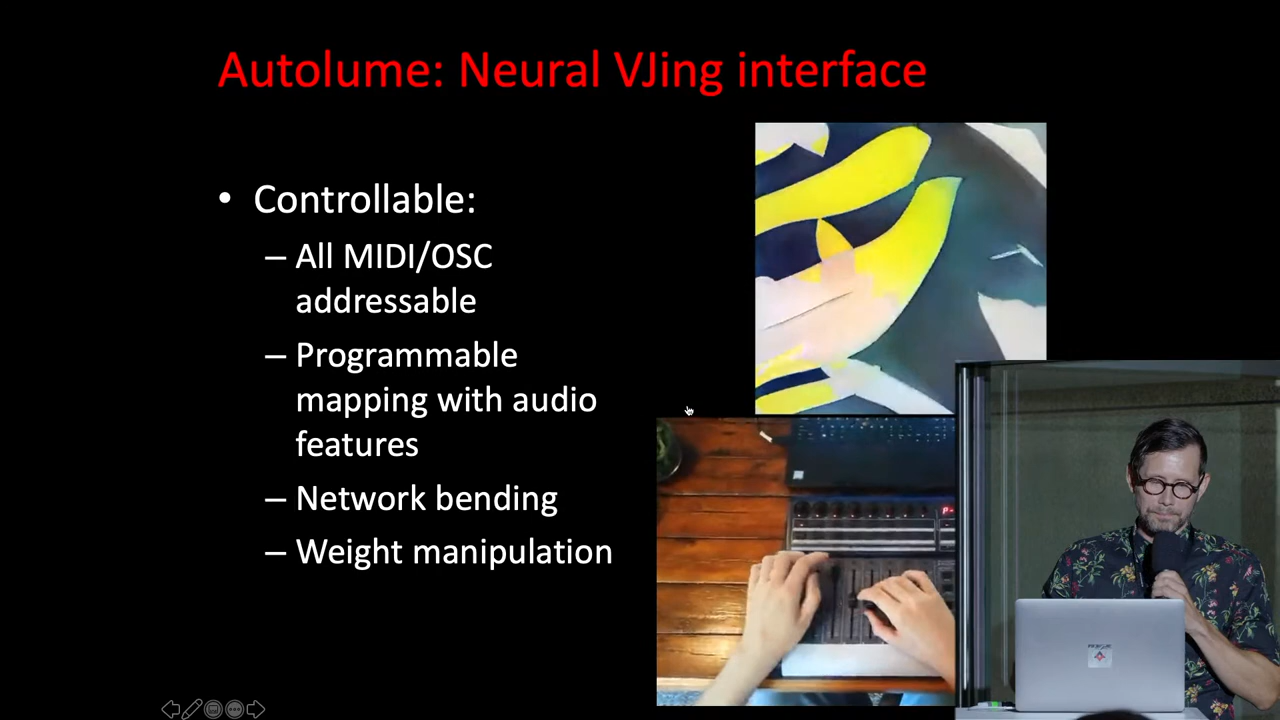 Autolume: Neural VJing interface
• Controllable:
– All MIDI/OSC
addressable
– Programmable
mapping with audio
features
– Network bending
– Weight manipulation